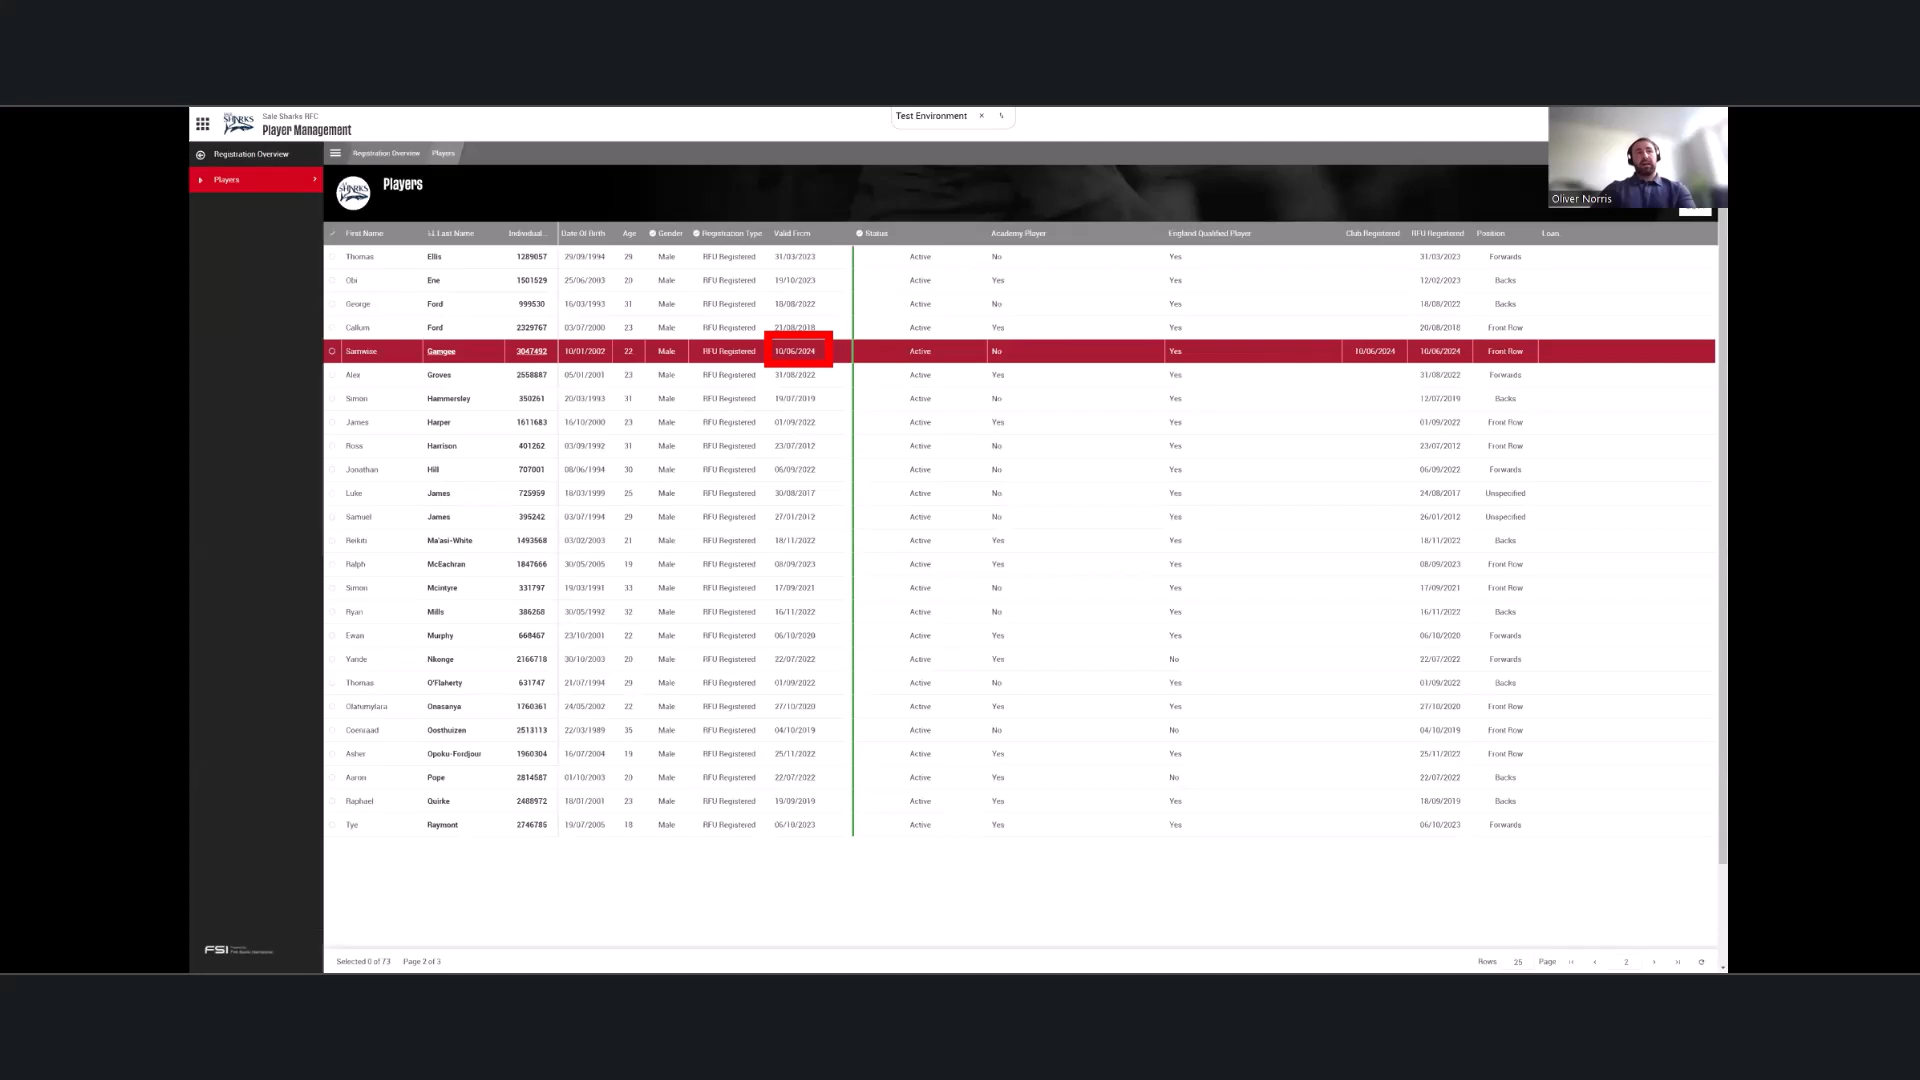 Sale Sharks RFC
Player Management
Test Environment
Oliver Norris
Registration Overview
Players
Registration Overview Players
SHARKS
Players
First Name Last Name Individual... Date Of Birth Age Gender Registration Type Valid From Status Academy Player England Qualified Player Club Registered RFU Registered Position Loan
Thomas Ellis 1289057 29/09/1994 29 Male RFU Registered 31/03/2023 Active No Yes 31/03/2023 Forwards
Obi Ene 1501529 25/06/2003 20 Male RFU Registered 19/10/2023 Active Yes Yes 12/02/2023 Backs
George Ford 999530 16/03/1993 31 Male RFU Registered 18/08/2022 Active No Yes 18/08/2022 Backs
Callum Ford 2329767 03/07/2000 23 Male RFU Registered 21/08/2018 Active Yes Yes 20/08/2018 Front Row
Samwise Gamgee 3047492 10/01/2002 22 Male RFU Registered 10/06/2024 Active No Yes 10/06/2024 10/06/2024 Front Row
Alex Groves 2558887 05/01/2001 23 Male RFU Registered 31/08/2022 Active Yes Yes 31/08/2022 Forwards
Simon Hammersley 350261 20/03/1993 31 Male RFU Registered 19/07/2019 Active No Yes 12/07/2019 Backs
James Harper 1611683 16/10/2000 23 Male RFU Registered 01/09/2022 Active Yes Yes 01/09/2022 Front Row
Ross Harrison 401262 03/09/1992 31 Male RFU Registered 23/07/2012 Active No Yes 23/07/2012 Front Row
Jonathan Hill 707001 08/06/1994 30 Male RFU Registered 06/09/2022 Active No Yes 06/09/2022 Forwards
Luke James 725959 18/03/1999 25 Male RFU Registered 30/08/2017 Active No Yes 24/08/2017 Unspecified
Samuel James 395242 03/07/1994 29 Male RFU Registered 27/01/2012 Active No Yes 26/01/2012 Unspecified
Reikiti Ma'asi-White 1493568 03/02/2003 21 Male RFU Registered 18/11/2022 Active Yes Yes 18/11/2022 Backs
Ralph McEachran 1847666 30/05/2005 19 Male RFU Registered 08/09/2023 Active Yes Yes 08/09/2023 Front Row
Simon Mcintyre 331797 19/03/1991 33 Male RFU Registered 17/09/2021 Active No Yes 17/09/2021 Front Row
Ryan Mills 386268 30/05/1992 32 Male RFU Registered 16/11/2022 Active No Yes 16/11/2022 Backs
Ewan Murphy 668467 23/10/2001 22 Male RFU Registered 06/10/2020 Active Yes Yes 06/10/2020 Forwards
Yande Nkonge 2166718 30/10/2003 20 Male RFU Registered 22/07/2022 Active Yes No 22/07/2022 Forwards
Thomas O'Flaherty 631747 21/07/1994 29 Male RFU Registered 01/09/2022 Active No Yes 01/09/2022 Backs
Olatumylara Onasanya 1760361 24/05/2002 22 Male RFU Registered 27/10/2020 Active Yes Yes 27/10/2020 Front Row
Coenraad Oosthuizen 2513113 22/03/1989 35 Male RFU Registered 04/10/2019 Active No No 04/10/2019 Front Row
Asher Opoku-Fordjour 1960304 16/07/2004 19 Male RFU Registered 25/11/2022 Active Yes Yes 25/11/2022 Front Row
Aaron Pope 2814587 01/10/2003 20 Male RFU Registered 22/07/2022 Active Yes No 22/07/2022 Backs
Raphael Quirke 2488972 18/01/2001 23 Male RFU Registered 19/09/2019 Active Yes Yes 18/09/2019 Backs
Tye Raymont 2746785 19/07/2005 18 Male RFU Registered 06/10/2023 Active Yes Yes 06/10/2023 Forwards
FSI
Selected 0 of 73 Page 2 of 3 Rows 25 Page 2